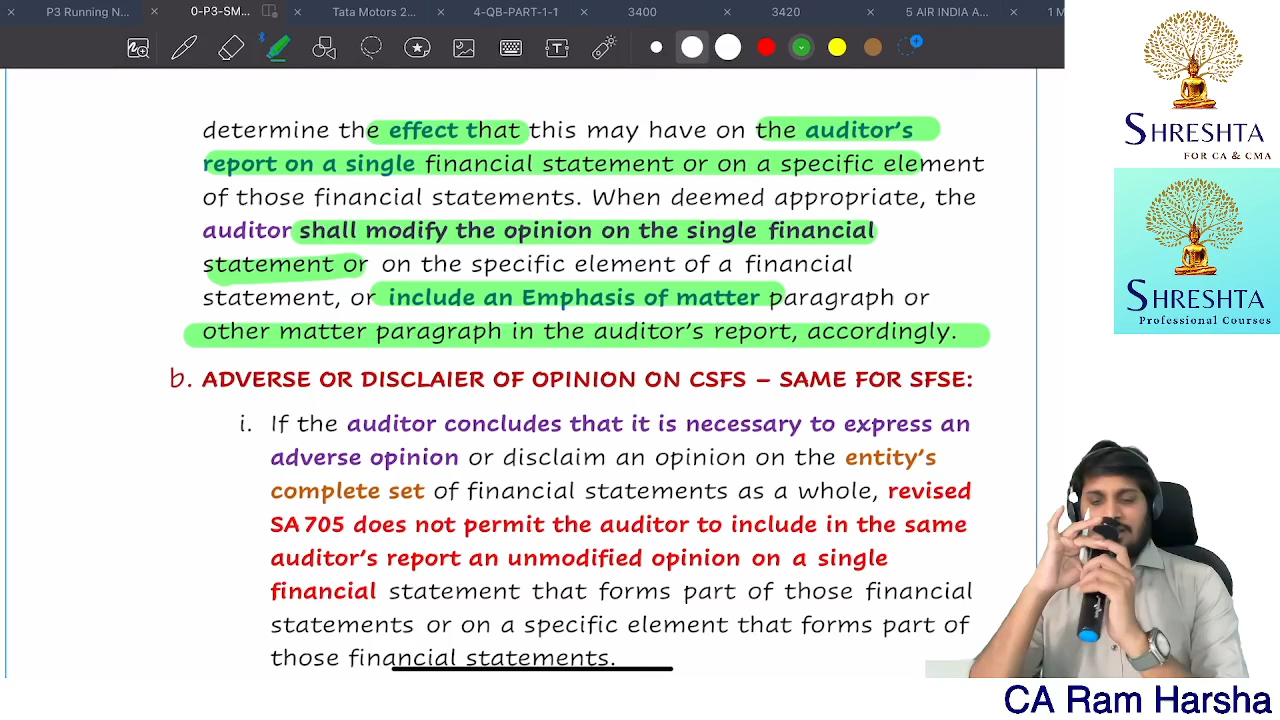 P3 Running N...
0-P3-SM...
Tata Motors 2...
4-QB-PART-1-1
3400
3420
5 AIR INDIA A...
1 M
determine the effect that this may have on the auditor's
report on a single financial statement or on a specific element
of those financial statements. When deemed appropriate, the
auditor shall modify the opinion on the single financial
statement or on the specific element of a financial
statement, or include an Emphasis of matter paragraph or
other matter paragraph in the auditor's report, accordingly.
b. ADVERSE OR DISCLAIER OF OPINION ON CSFS – SAME FOR SFSE:
i. If the auditor concludes that it is necessary to express an
adverse opinion or disclaim an opinion on the entity's
complete set of financial statements as a whole, revised
SA 705 does not permit the auditor to include in the same
auditor's report an unmodified opinion on a single
financial statement that forms part of those financial
statements or on a specific element that forms part of
those financial statements.
SHRESHTA
FOR CA & CMA
SHRESHTA
Professional Courses
CA Ram Harsha